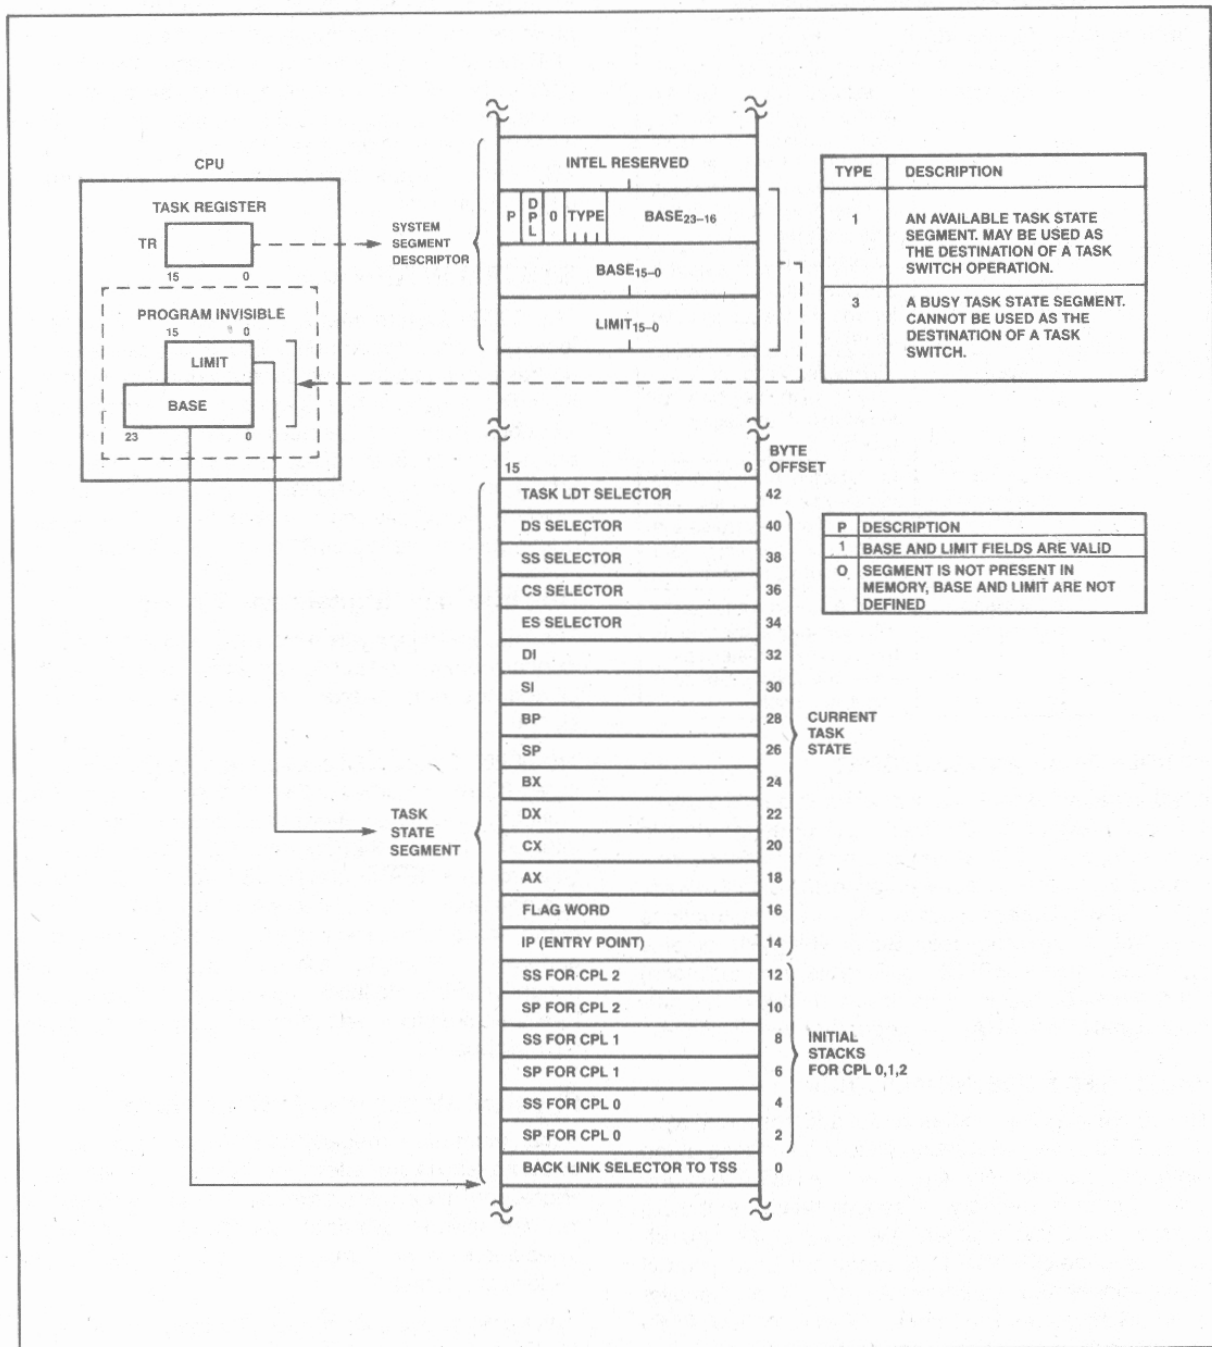 CPU
TASK REGISTER
TR
15 0
PROGRAM INVISIBLE
15 0
LIMIT
BASE
23 0
SYSTEM
SEGMENT
DESCRIPTOR
INTEL RESERVED
P DPL 0 TYPE BASE23–16
BASE15–0
LIMIT15–0
TYPE DESCRIPTION
1 AN AVAILABLE TASK STATE
SEGMENT. MAY BE USED AS
THE DESTINATION OF A TASK
SWITCH OPERATION.
3 A BUSY TASK STATE SEGMENT.
CANNOT BE USED AS THE
DESTINATION OF A TASK
SWITCH.
BYTE
OFFSET
15 0
TASK LDT SELECTOR 42
DS SELECTOR 40
SS SELECTOR 38
CS SELECTOR 36
ES SELECTOR 34
DI 32
SI 30
BP 28
SP 26
BX 24
DX 22
CX 20
AX 18
FLAG WORD 16
IP (ENTRY POINT) 14
SS FOR CPL 2 12
SP FOR CPL 2 10
SS FOR CPL 1 8
SP FOR CPL 1 6
SS FOR CPL 0 4
SP FOR CPL 0 2
BACK LINK SELECTOR TO TSS 0
TASK
STATE
SEGMENT
P DESCRIPTION
1 BASE AND LIMIT FIELDS ARE VALID
O SEGMENT IS NOT PRESENT IN
MEMORY, BASE AND LIMIT ARE NOT
DEFINED
CURRENT
TASK
STATE
INITIAL
STACKS
FOR CPL 0,1,2